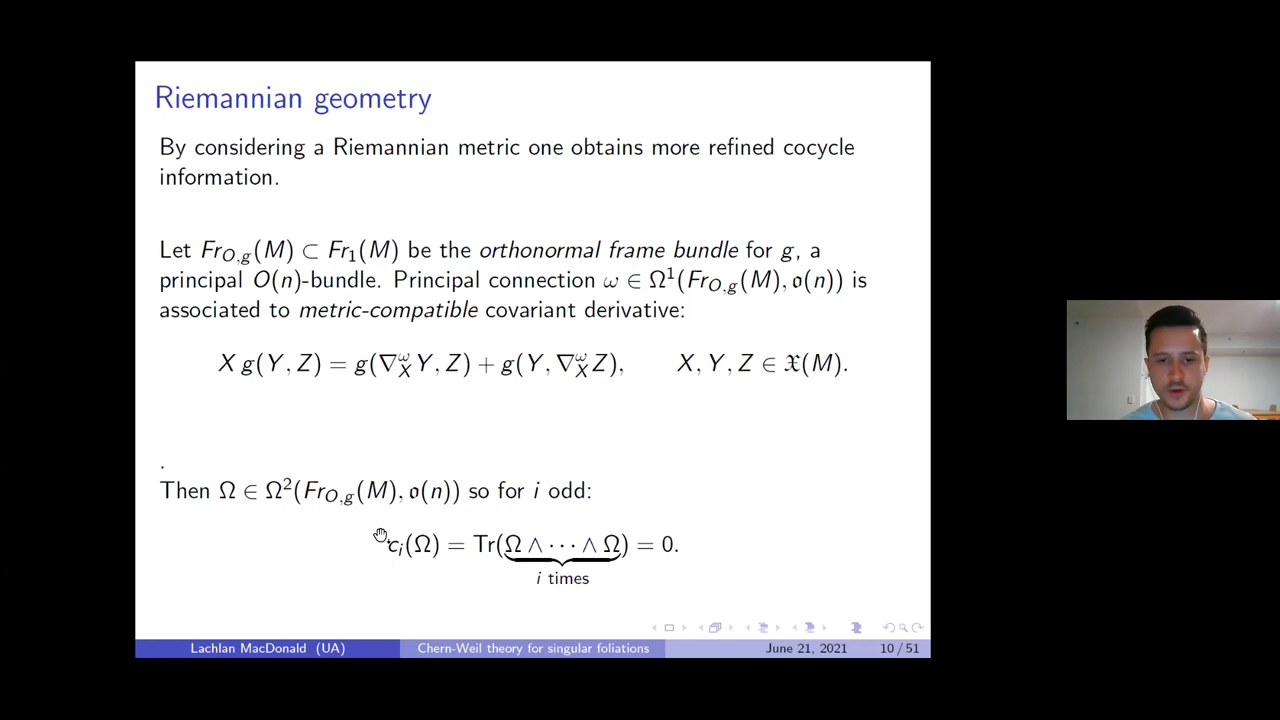 Riemannian geometry
By considering a Riemannian metric one obtains more refined cocycle
information.
Let Fr_{O,g}(M) ⊂ Fr_1(M) be the orthonormal frame bundle for g, a
principal O(n)-bundle. Principal connection ω ∈ Ω^1(Fr_{O,g}(M), 𝔬(n)) is
associated to metric-compatible covariant derivative:
X g(Y, Z) = g(∇^ω_X Y, Z) + g(Y, ∇^ω_X Z), X, Y, Z ∈ 𝔛(M).
.
Then Ω ∈ Ω^2(Fr_{O,g}(M), 𝔬(n)) so for i odd:
c_i(Ω) = Tr(Ω ∧ ⋯ ∧ Ω) = 0.
i times
Lachlan MacDonald (UA) Chern-Weil theory for singular foliations June 21, 2021 10 / 51